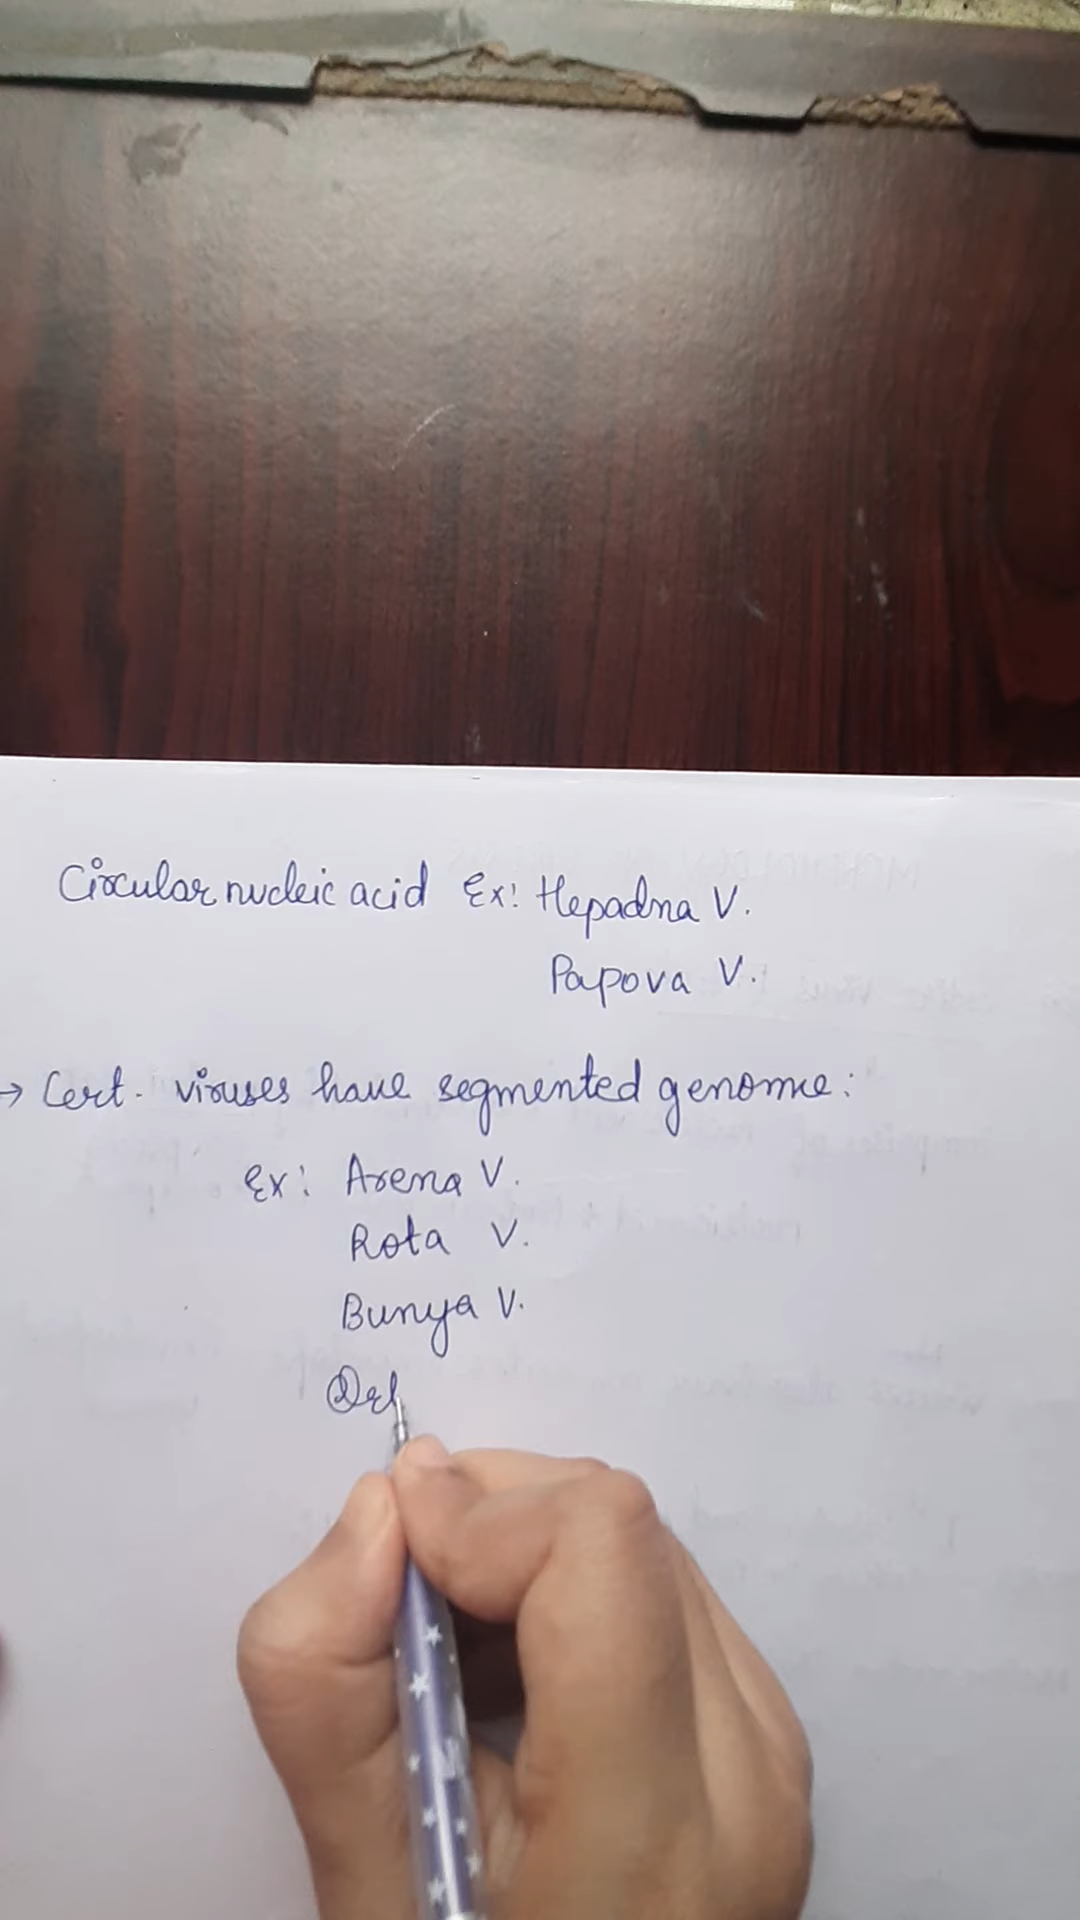 Circular nucleic acid Ex: Hepadna V.
Papova V.
→ Cert. viruses have segmented genome:
Ex: Arena V.
Rota V.
Bunya V.